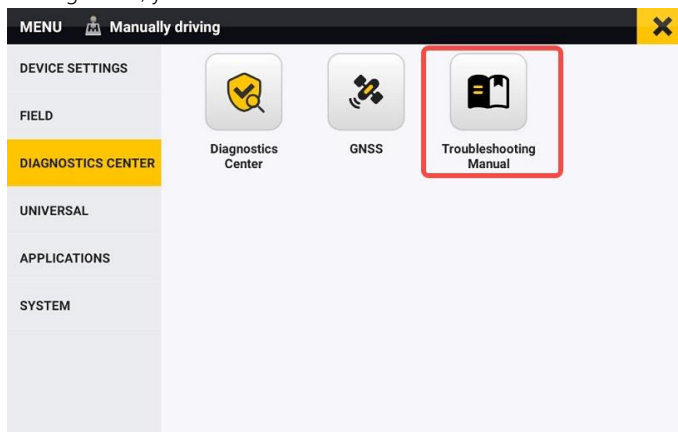 MENU Manually driving
DEVICE SETTINGS
FIELD
DIAGNOSTICS CENTER
UNIVERSAL
APPLICATIONS
SYSTEM
Diagnostics
Center
GNSS
Troubleshooting
Manual